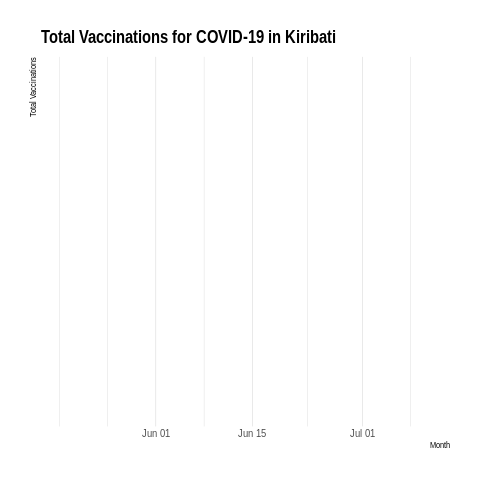 Total Vaccinations for COVID-19 in Kiribati
Total Vaccinations
Jun 01
Jun 15
Jul 01
Month